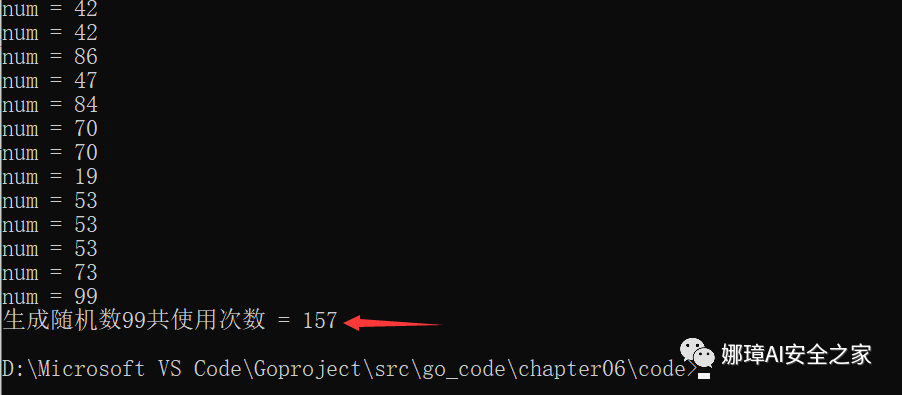 num = 42
num = 42
num = 86
num = 47
num = 84
num = 70
num = 70
num = 19
num = 53
num = 53
num = 53
num = 73
num = 99
生成随机数99共使用次数 = 157
D:\Microsoft VS Code\Goproject\src\go_code\chapter06\code>
娜璋AI安全之家